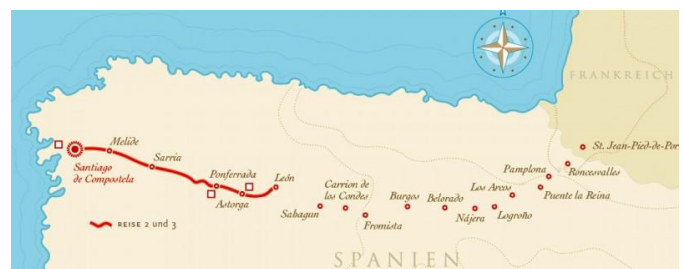 N
FRANKREICH
St. Jean-Pied-de-Por
Roncesvalles
Pamplona
Puente la Reina
Los Arcos
Logroño
Nájera
Belorado
Burgos
Fromista
Carrion de
los Condes
Sahagun
León
Astorga
Ponferrada
Sarria
Melide
Santiago
de Compostela
REISE 2 und 3
SPANIEN